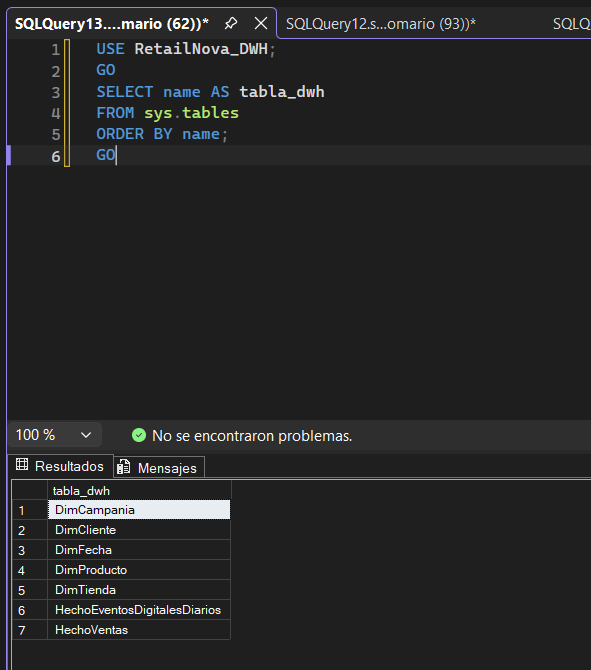 SQLQuery13....mario (62))*
SQLQuery12.s...omario (93))*
SQLQ
1 USE RetailNova_DWH;
2 GO
3 SELECT name AS tabla_dwh
4 FROM sys.tables
5 ORDER BY name;
6 GO
100 %
No se encontraron problemas.
Resultados
Mensajes
tabla_dwh
1 DimCampania
2 DimCliente
3 DimFecha
4 DimProducto
5 DimTienda
6 HechoEventosDigitalesDiarios
7 HechoVentas